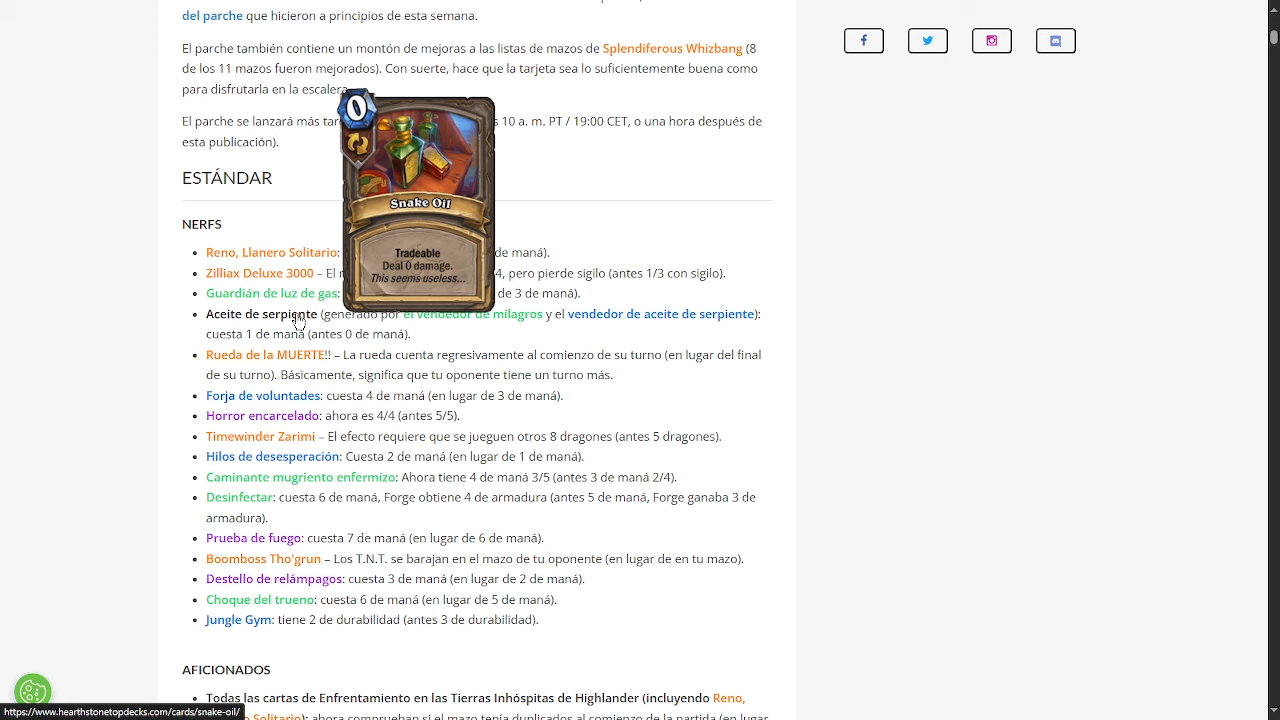 del parche que hicieron a principios de esta semana.
El parche también contiene un montón de mejoras a las listas de mazos de Splendiferous Whizbang (8
de los 11 mazos fueron mejorados). Con suerte, hace que la tarjeta sea lo suficientemente buena como
para disfrutarla en la escalera.
El parche se lanzará más tar s 10 a. m. PT / 19:00 CET, o una hora después de
esta publicación).
ESTÁNDAR
0
Snake Oil
Tradeable
Deal 0 damage.
This seems useless...
NERFS
Reno, Llanero Solitario: de maná).
Zilliax Deluxe 3000 – El 4, pero pierde sigilo (antes 1/3 con sigilo).
Guardián de luz de gas: de 3 de maná).
Aceite de serpiente (generado por el vendedor de milagros y el vendedor de aceite de serpiente):
cuesta 1 de maná (antes 0 de maná).
Rueda de la MUERTE!! – La rueda cuenta regresivamente al comienzo de su turno (en lugar del final
de su turno). Básicamente, significa que tu oponente tiene un turno más.
Forja de voluntades: cuesta 4 de maná (en lugar de 3 de maná).
Horror encarcelado: ahora es 4/4 (antes 5/5).
Timewinder Zarimi – El efecto requiere que se jueguen otros 8 dragones (antes 5 dragones).
Hilos de desesperación: Cuesta 2 de maná (en lugar de 1 de maná).
Caminante mugriento enfermizo: Ahora tiene 4 de maná 3/5 (antes 3 de maná 2/4).
Desinfectar: cuesta 6 de maná, Forge obtiene 4 de armadura (antes 5 de maná, Forge ganaba 3 de
armadura).
Prueba de fuego: cuesta 7 de maná (en lugar de 6 de maná).
Boomboss Tho'grun – Los T.N.T. se barajan en el mazo de tu oponente (en lugar de en tu mazo).
Destello de relámpagos: cuesta 3 de maná (en lugar de 2 de maná).
Choque del trueno: cuesta 6 de maná (en lugar de 5 de maná).
Jungle Gym: tiene 2 de durabilidad (antes 3 de durabilidad).
AFICIONADOS
Todas las cartas de Enfrentamiento en las Tierras Inhóspitas de Highlander (incluyendo Reno,
Solitario): ahora comprueban si el mazo tenía duplicados al comienzo de la partida (en lugar
https://www.hearthstonetopdecks.com/cards/snake-oil/